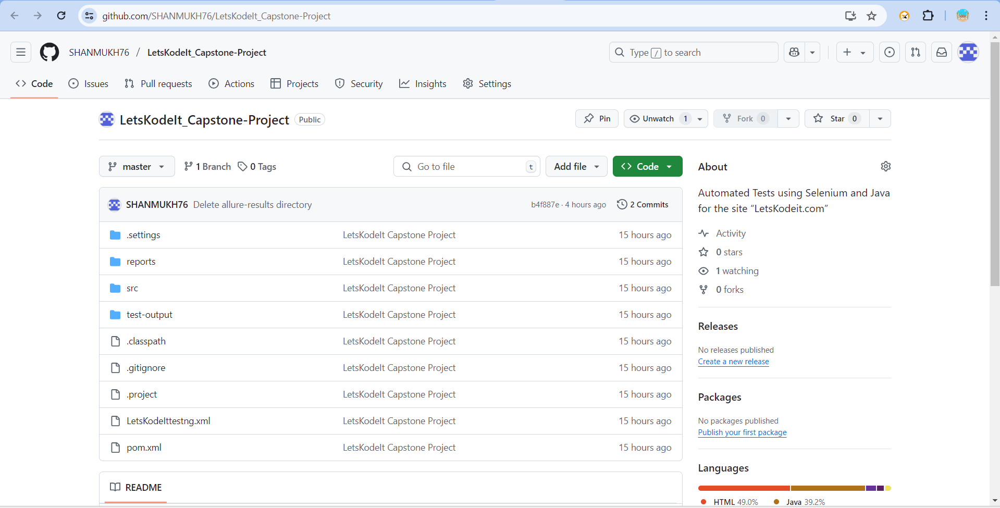 github.com/SHANMUKH76/LetsKodeIt_Capstone-Project
SHANMUKH76 / LetsKodeIt_Capstone-Project
Type / to search
Code Issues Pull requests Actions Projects Security Insights Settings
LetsKodeIt_Capstone-Project Public
Pin Unwatch 1 Fork 0 Star 0
master 1 Branch 0 Tags Go to file t Add file Code
SHANMUKH76 Delete allure-results directory b4f887e · 4 hours ago 2 Commits
.settings LetsKodeIt Capstone Project 15 hours ago
reports LetsKodeIt Capstone Project 15 hours ago
src LetsKodeIt Capstone Project 15 hours ago
test-output LetsKodeIt Capstone Project 15 hours ago
.classpath LetsKodeIt Capstone Project 15 hours ago
.gitignore LetsKodeIt Capstone Project 15 hours ago
.project LetsKodeIt Capstone Project 15 hours ago
LetsKodeIttestng.xml LetsKodeIt Capstone Project 15 hours ago
pom.xml LetsKodeIt Capstone Project 15 hours ago
README
About
Automated Tests using Selenium and Java
for the site “LetsKodeit.com”
Activity
0 stars
1 watching
0 forks
Releases
No releases published
Create a new release
Packages
No packages published
Publish your first package
Languages
HTML 49.0% Java 39.2%